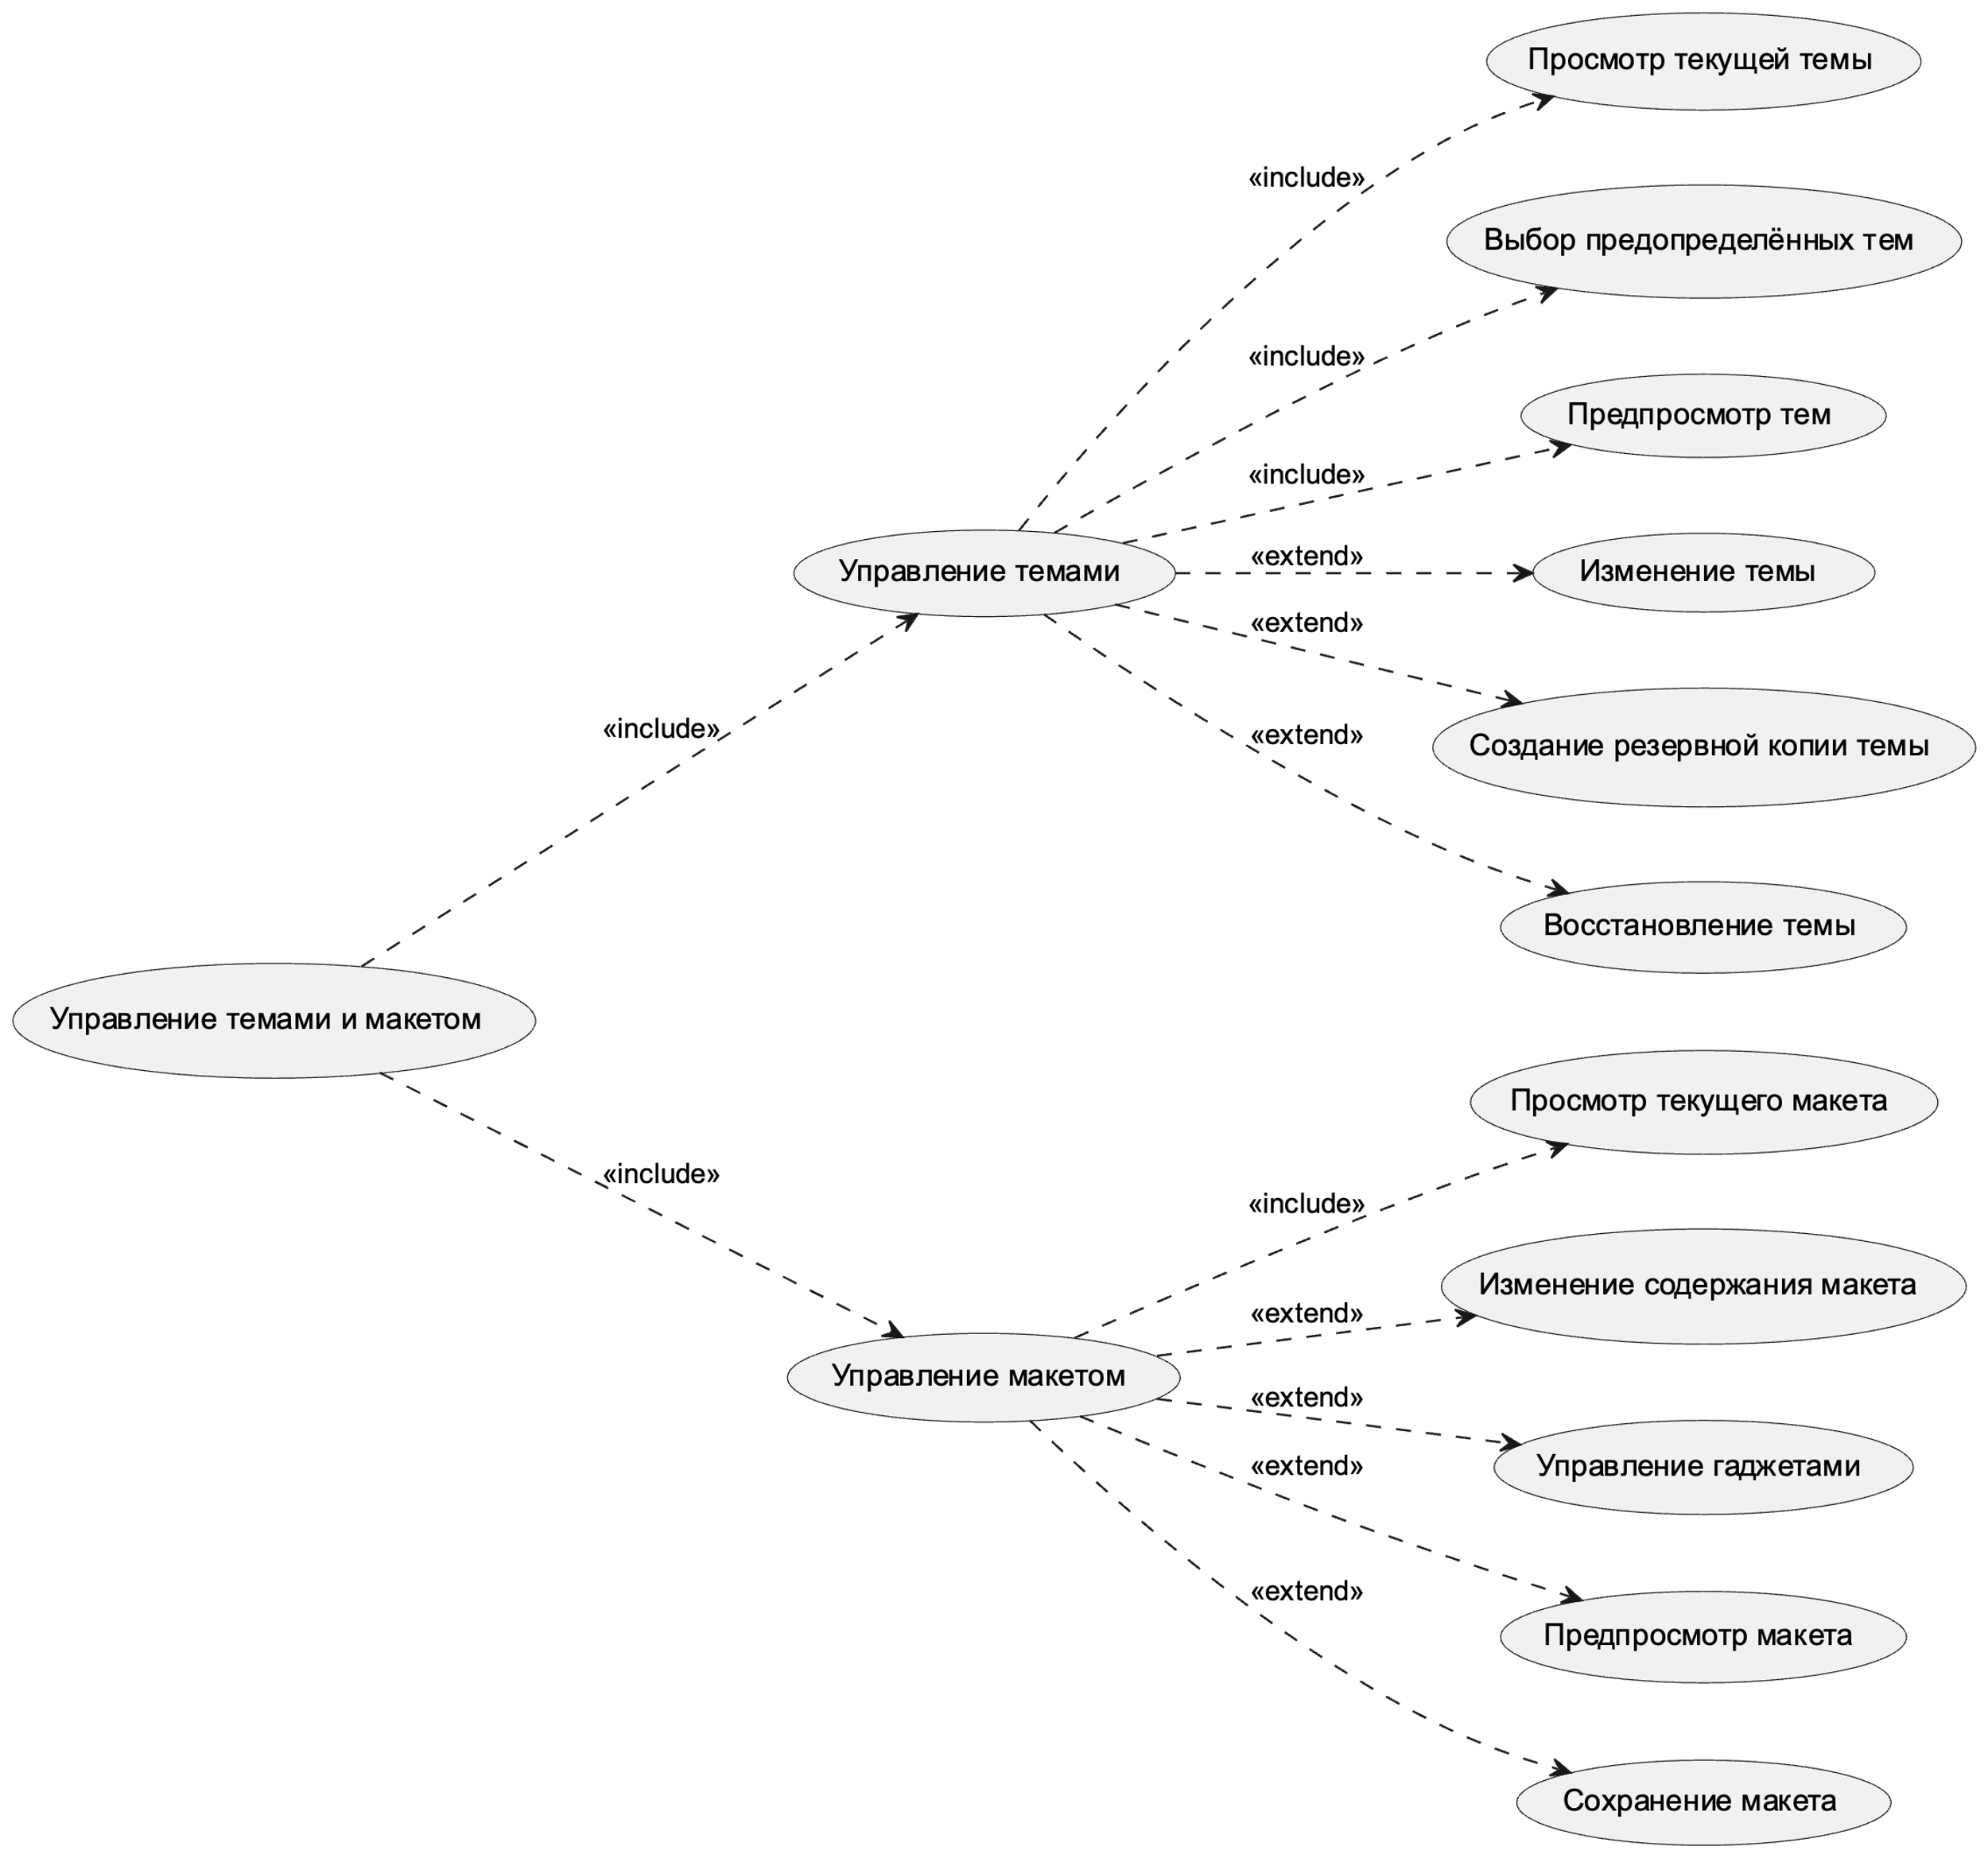 Просмотр текущей темы
«include»
Выбор предопределённых тем
«include»
Предпросмотр тем
«include»
Управление темами
«extend»
Изменение темы
«extend»
Создание резервной копии темы
«extend»
Восстановление темы
«include»
Управление темами и макетом
«include»
Просмотр текущего макета
«include»
Изменение содержания макета
«extend»
Управление макетом
«extend»
Управление гаджетами
«extend»
Предпросмотр макета
«extend»
Сохранение макета